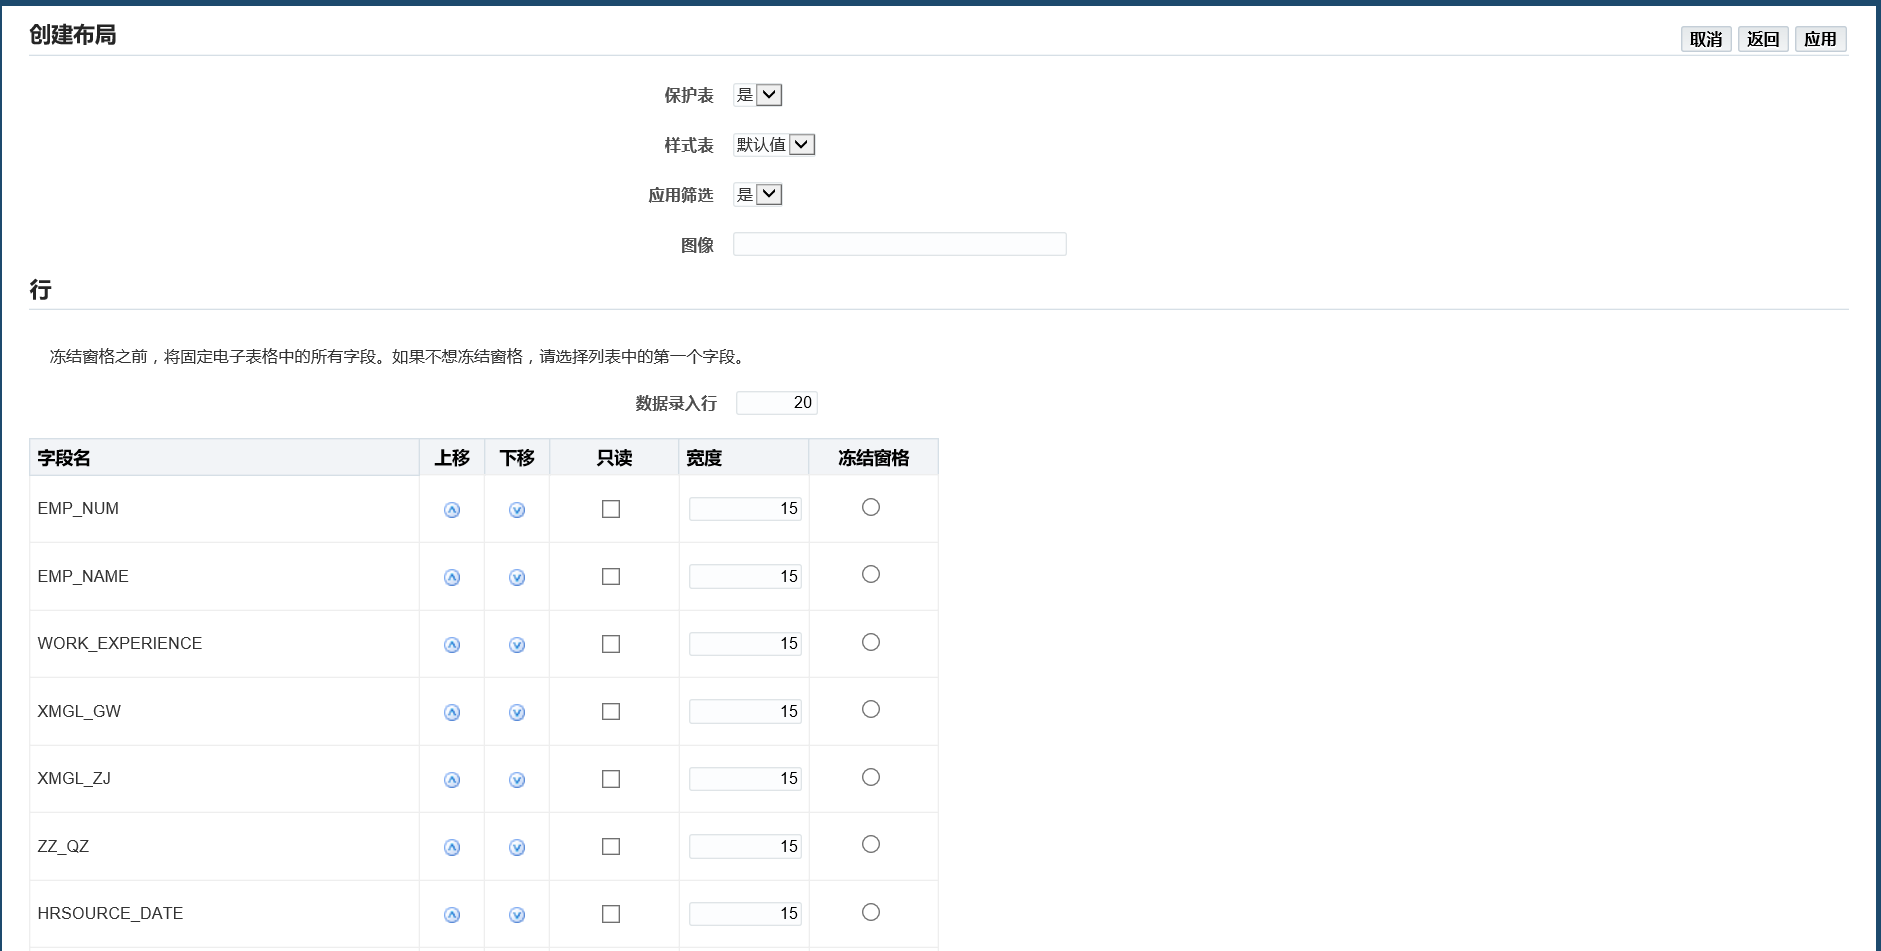 创建布局
取消 返回 应用
保护表 是
样式表 默认值
应用筛选 是
图像
行
冻结窗格之前，将固定电子表格中的所有字段。如果不想冻结窗格，请选择列表中的第一个字段。
数据录入行 20
字段名 上移 下移 只读 宽度 冻结窗格
EMP_NUM 15
EMP_NAME 15
WORK_EXPERIENCE 15
XMGL_GW 15
XMGL_ZJ 15
ZZ_QZ 15
HRSOURCE_DATE 15